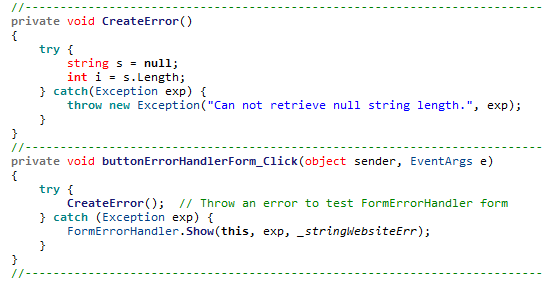 //--------------------------------------------------------------------------
private void CreateError()
{
    try {
        string s = null;
        int i = s.Length;
    } catch(Exception exp) {
        throw new Exception("Can not retrieve null string length.", exp);
    }
}
//--------------------------------------------------------------------------
private void buttonErrorHandlerForm_Click(object sender, EventArgs e)
{
    try {
        CreateError();  // Throw an error to test FormErrorHandler form
    } catch (Exception exp) {
        FormErrorHandler.Show(this, exp, _stringWebsiteErr);
    }
}
//--------------------------------------------------------------------------